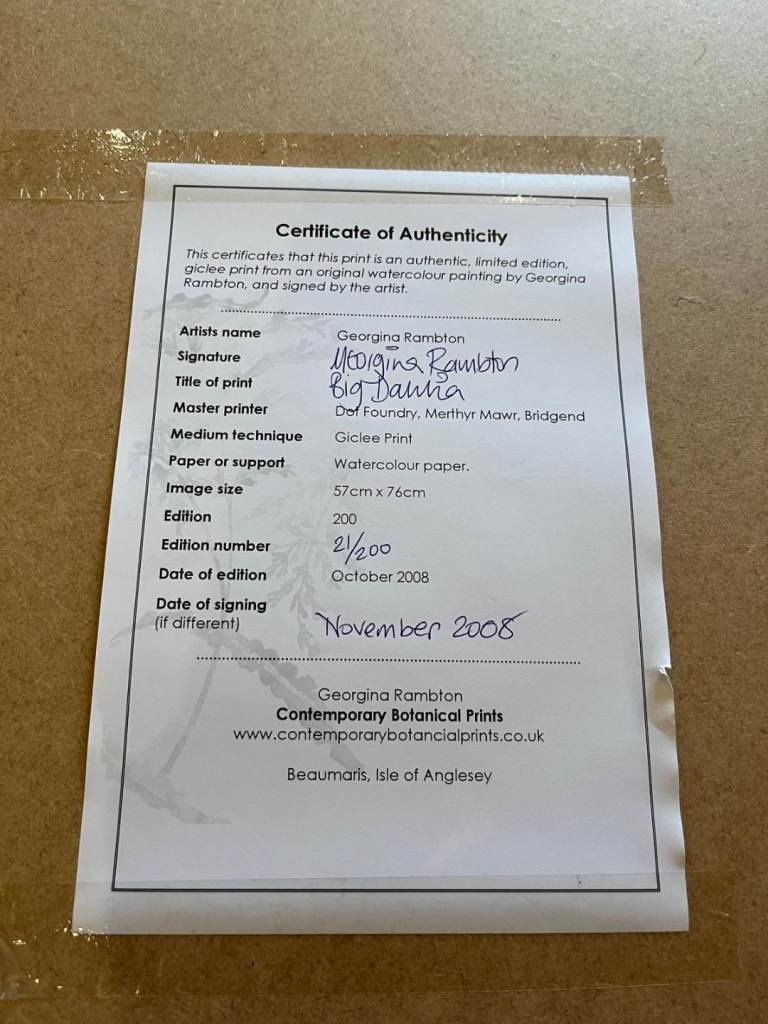 Certificate of Authenticity
This certificates that this print is an authentic, limited edition,
giclee print from an original watercolour painting by Georgina
Rambton, and signed by the artist.
Artists name Georgina Rambton
Signature Georgina Rambton
Title of print Big Dahlia
Master printer Dot Foundry, Merthyr Mawr, Bridgend
Medium technique Giclee Print
Paper or support Watercolour paper.
Image size 57cm x 76cm
Edition 200
Edition number 21/200
Date of edition October 2008
Date of signing
(if different) November 2008
Georgina Rambton
Contemporary Botanical Prints
www.contemporarybotancialprints.co.uk
Beaumaris, Isle of Anglesey